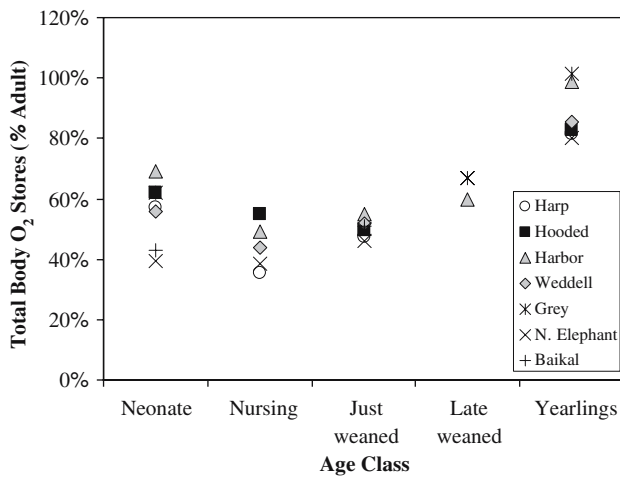 120%
100%
80%
60%
40%
20%
0%
Total Body O₂ Stores (% Adult)
Harp
Hooded
Harbor
Weddell
Grey
N. Elephant
Baikal
Neonate
Nursing
Just weaned
Late weaned
Yearlings
Age Class